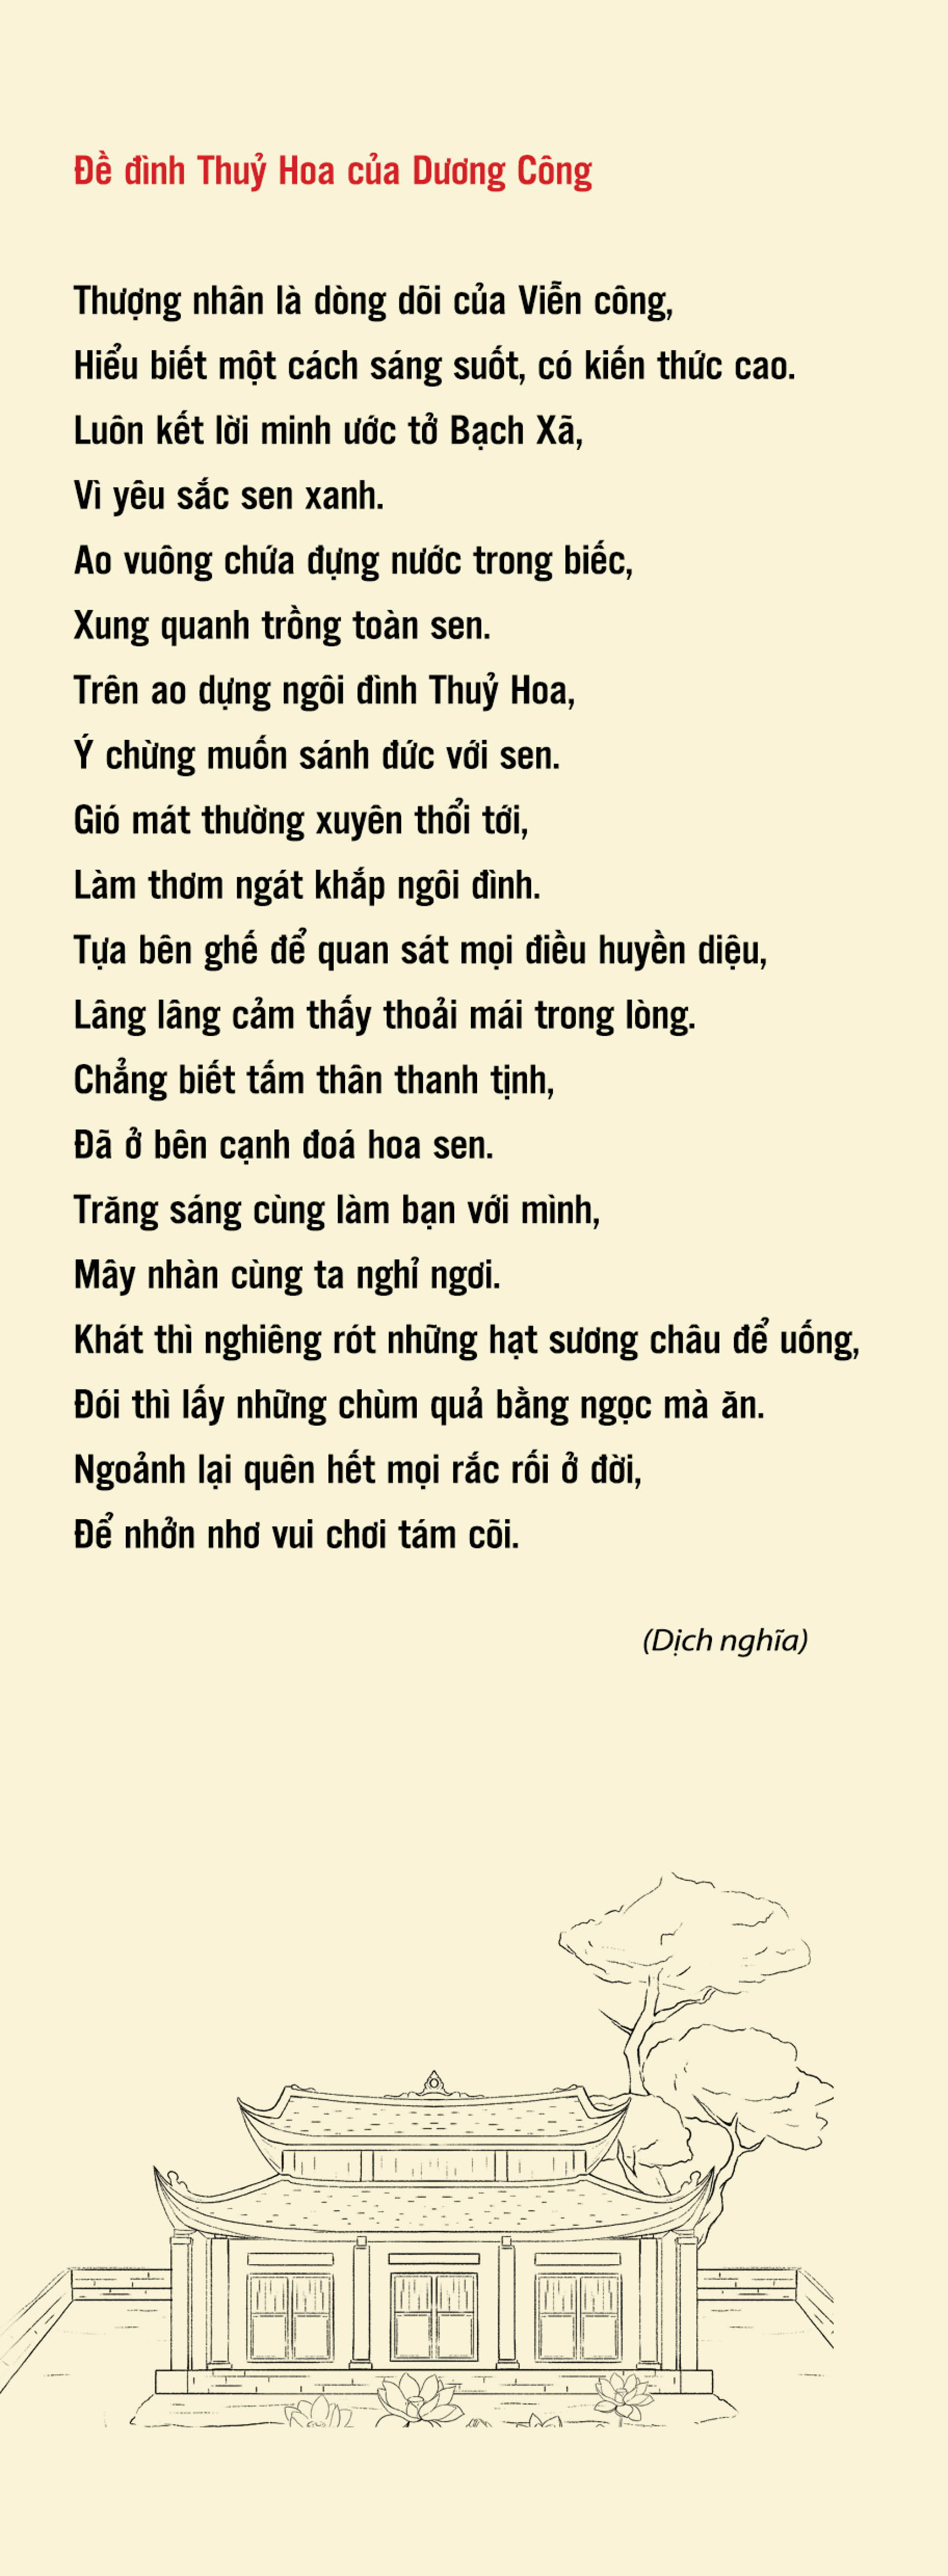 Đề đình Thuỷ Hoa của Dương Công
Thượng nhân là dòng dõi của Viễn công,
Hiểu biết một cách sáng suốt, có kiến thức cao.
Luôn kết lời minh ước tở Bạch Xã,
Vì yêu sắc sen xanh.
Ao vuông chứa đựng nước trong biếc,
Xung quanh trồng toàn sen.
Trên ao dựng ngôi đình Thuỷ Hoa,
Ý chừng muốn sánh đức với sen.
Gió mát thường xuyên thổi tới,
Làm thơm ngát khắp ngôi đình.
Tựa bên ghế để quan sát mọi điều huyền diệu,
Lâng lâng cảm thấy thoải mái trong lòng.
Chẳng biết tấm thân thanh tịnh,
Đã ở bên cạnh đoá hoa sen.
Trăng sáng cùng làm bạn với mình,
Mây nhàn cùng ta nghỉ ngơi.
Khát thì nghiêng rót những hạt sương châu để uống,
Đói thì lấy những chùm quả bằng ngọc mà ăn.
Ngoảnh lại quên hết mọi rắc rối ở đời,
Để nhởn nhơ vui chơi tám cõi.
(Dịch nghĩa)